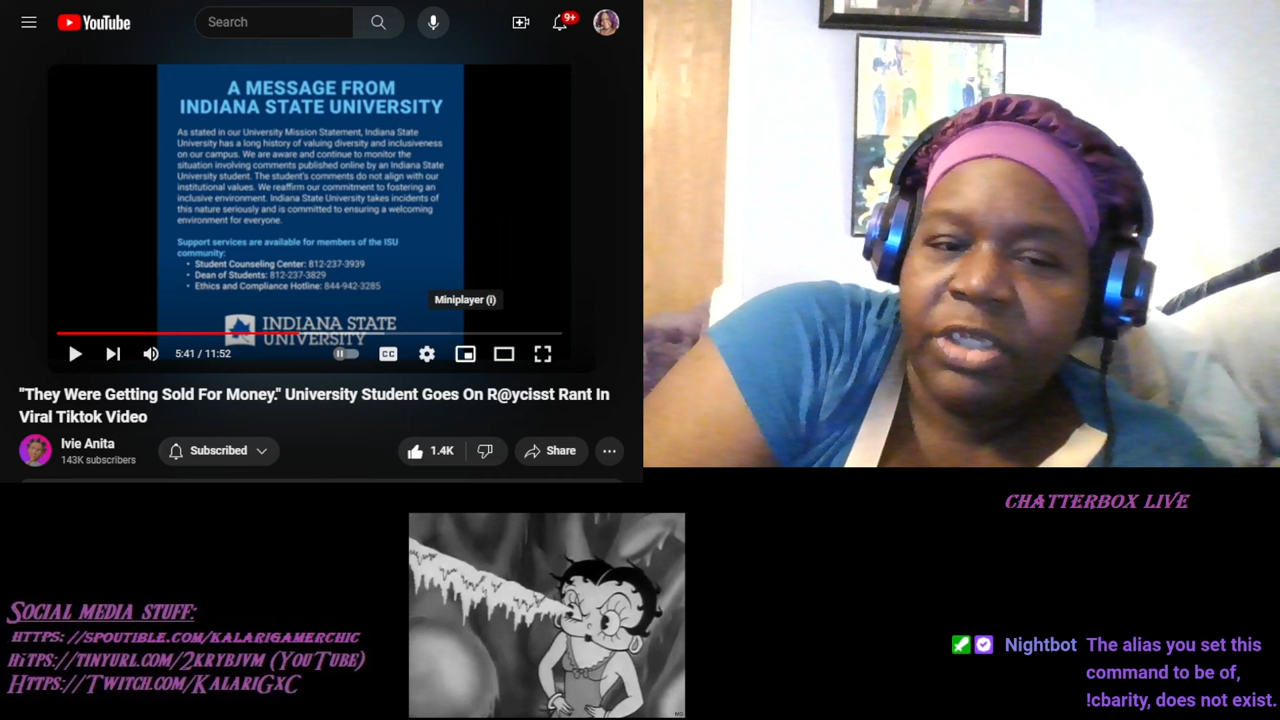 YouTube
Search
9+
A MESSAGE FROM
INDIANA STATE UNIVERSITY
As stated in our University Mission Statement, Indiana State
University has a long history of valuing diversity and inclusiveness
on our campus. We are aware and continue to monitor the
situation involving comments published online by an Indiana State
University student. The student's comments do not align with our
institutional values. We reaffirm our commitment to fostering an
inclusive environment. Indiana State University takes incidents of
this nature seriously and is committed to ensuring a welcoming
environment for everyone.
Support services are available for members of the ISU
community:
• Student Counseling Center: 812-237-3939
• Dean of Students: 812-237-3829
• Ethics and Compliance Hotline: 844-942-3285
Miniplayer (i)
INDIANA STATE
UNIVERSITY
5:41 / 11:52
CC
"They Were Getting Sold For Money." University Student Goes On R@ycisst Rant In
Viral Tiktok Video
Ivie Anita
143K subscribers
Subscribed
1.4K
Share
CHATTERBOX LIVE
SOCIAL MEDIA STUFF:
HTTPS://SPOUTIBLE.COM/KALARIGAMERCHIC
HTTPS://TINYURL.COM/2KRYBJVM (YOUTUBE)
HTTPS://TWITCH.COM/KALARIGXC
Nightbot The alias you set this
command to be of,
!cbarity, does not exist.